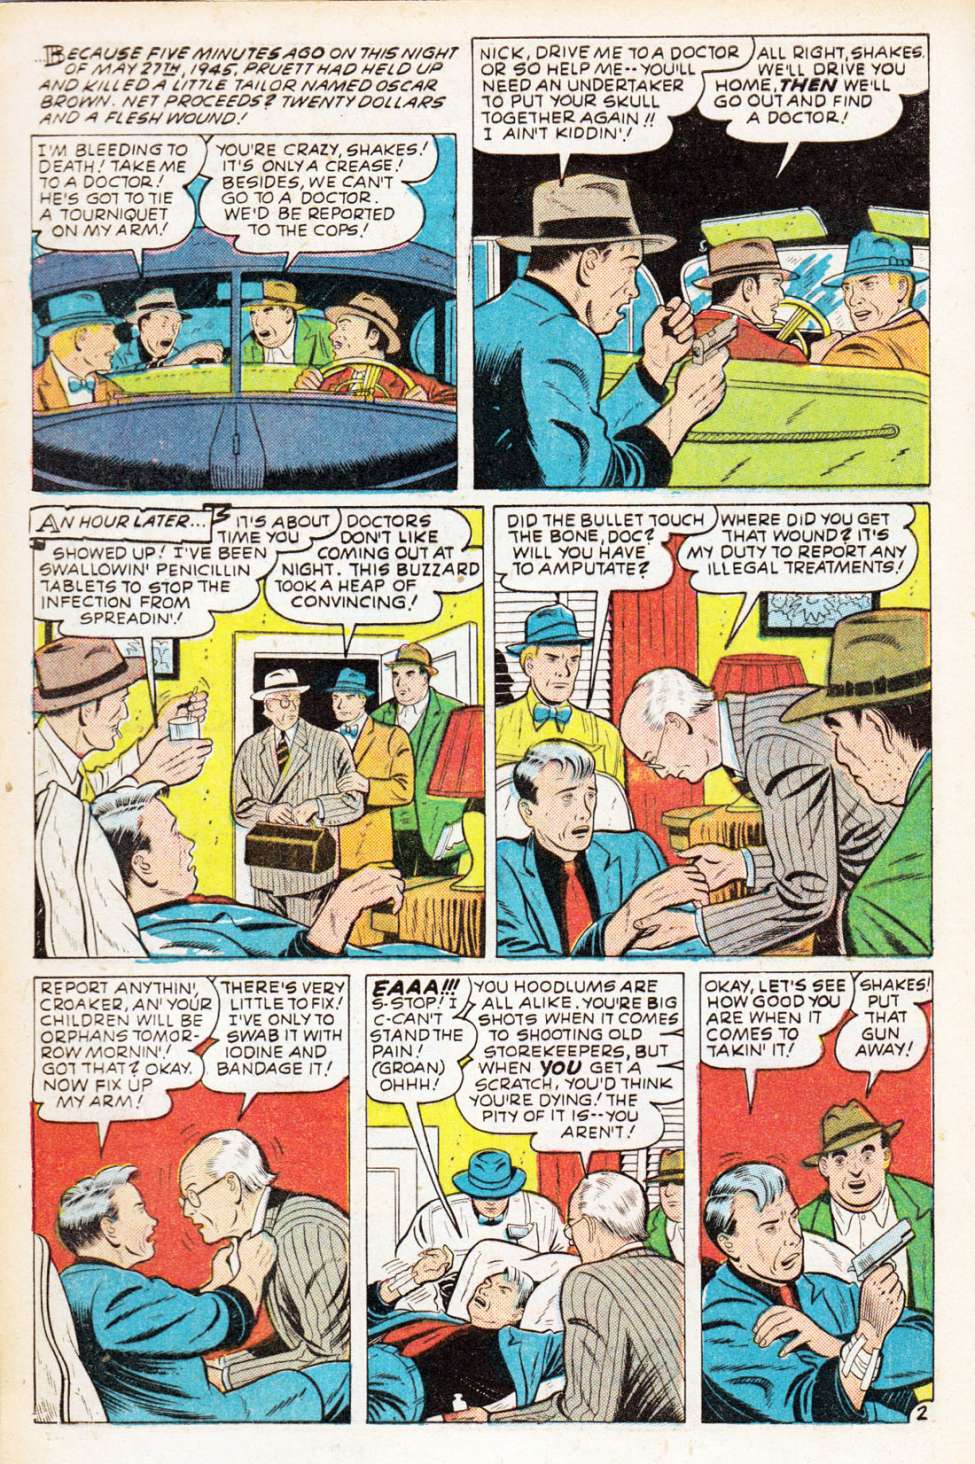 BECAUSE FIVE MINUTES AGO ON THIS NIGHT
OF MAY 27TH, 1945, PRUETT HAD HELD UP
AND KILLED A LITTLE TAILOR NAMED OSCAR
BROWN. NET PROCEEDS? TWENTY DOLLARS
AND A FLESH WOUND!
I'M BLEEDING TO
DEATH! TAKE ME
TO A DOCTOR!
HE'S GOT TO TIE
A TOURNIQUET
ON MY ARM!
YOU'RE CRAZY, SHAKES!
IT'S ONLY A CREASE!
BESIDES, WE CAN'T
GO TO A DOCTOR.
WE'D BE REPORTED
TO THE COPS!
NICK, DRIVE ME TO A DOCTOR
OR SO HELP ME--YOU'LL
NEED AN UNDERTAKER
TO PUT YOUR SKULL
TOGETHER AGAIN!!
I AIN'T KIDDIN'!
ALL RIGHT, SHAKES.
WE'LL DRIVE YOU
HOME, THEN WE'LL
GO OUT AND FIND
A DOCTOR!
AN HOUR LATER...
IT'S ABOUT
TIME YOU
SHOWED UP! I'VE BEEN
SWALLOWIN' PENICILLIN
TABLETS TO STOP THE
INFECTION FROM
SPREADIN'!
DOCTORS
DON'T LIKE
COMING OUT AT
NIGHT. THIS BUZZARD
TOOK A HEAP OF
CONVINCING!
DID THE BULLET TOUCH
THE BONE, DOC?
WILL YOU HAVE
TO AMPUTATE?
WHERE DID YOU GET
THAT WOUND? IT'S
MY DUTY TO REPORT ANY
ILLEGAL TREATMENTS!
REPORT ANYTHIN',
CROAKER, AN' YOUR
CHILDREN WILL BE
ORPHANS TOMOR-
ROW MORNIN'!
GOT THAT? OKAY.
NOW FIX UP
MY ARM!
THERE'S VERY
LITTLE TO FIX!
I'VE ONLY TO
SWAB IT WITH
IODINE AND
BANDAGE IT!
EAAA!!!
S-STOP! I
C-CAN'T
STAND THE
PAIN!
(GROAN)
OHHH!
YOU HOODLUMS ARE
ALL ALIKE. YOU'RE BIG
SHOTS WHEN IT COMES
TO SHOOTING OLD
STOREKEEPERS, BUT
WHEN YOU GET A
SCRATCH, YOU'D THINK
YOU'RE DYING! THE
PITY OF IT IS--YOU
AREN'T!
OKAY, LET'S SEE
HOW GOOD YOU
ARE WHEN IT
COMES TO
TAKIN' IT!
SHAKES!
PUT
THAT
GUN
AWAY!
2